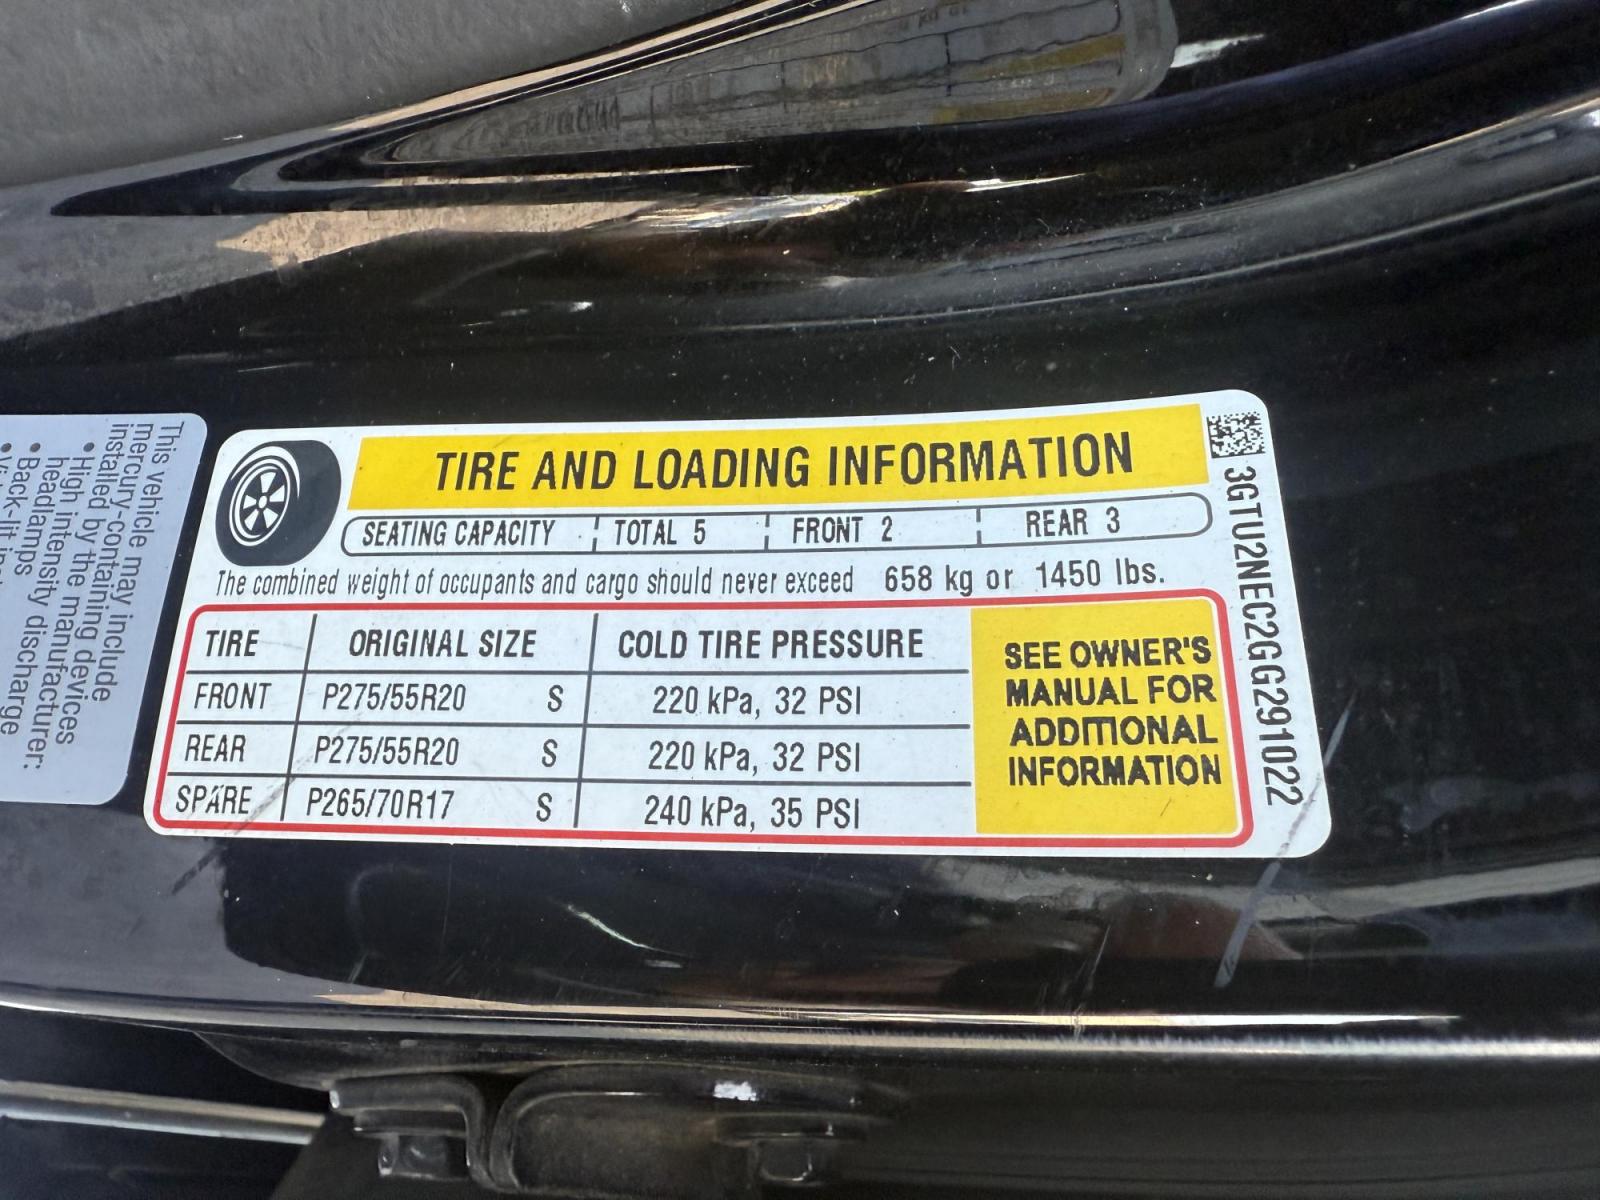 TIRE AND LOADING INFORMATION
SEATING CAPACITY TOTAL 5 FRONT 2 REAR 3
The combined weight of occupants and cargo should never exceed 658 kg or 1450 lbs.
TIRE ORIGINAL SIZE COLD TIRE PRESSURE
FRONT P275/55R20 S 220 kPa, 32 PSI
REAR P275/55R20 S 220 kPa, 32 PSI
SPARE P265/70R17 S 240 kPa, 35 PSI
SEE OWNER'S
MANUAL FOR
ADDITIONAL
INFORMATION
3GTU2NEC2GG291022
This vehicle may include
mercury-containing devices
installed by the manufacturer:
• High intensity discharge
headlamps
• Back-lit